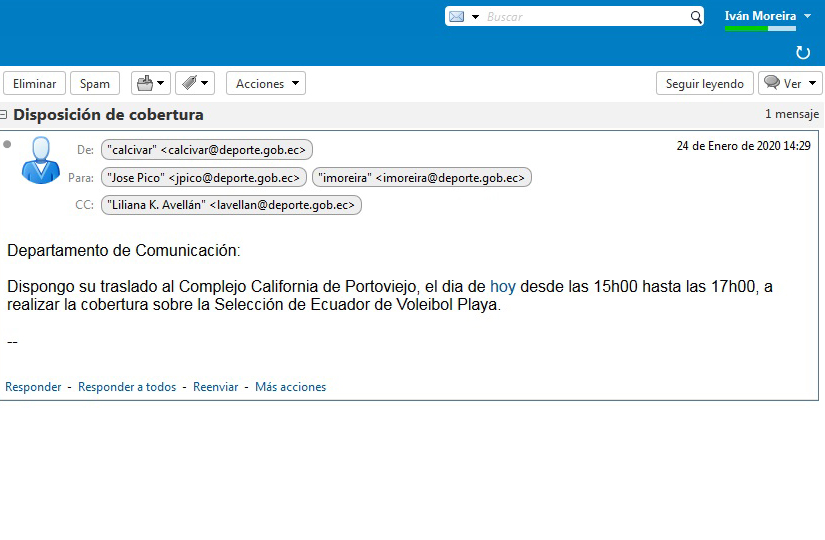 Buscar
Iván Moreira
Eliminar Spam Acciones Seguir leyendo Ver
Disposición de cobertura 1 mensaje
De: "calcivar" <calcivar@deporte.gob.ec> 24 de Enero de 2020 14:29
Para: "Jose Pico" <jpico@deporte.gob.ec> "imoreira" <imoreira@deporte.gob.ec>
CC: "Liliana K. Avellán" <lavellan@deporte.gob.ec>
Departamento de Comunicación:
Dispongo su traslado al Complejo California de Portoviejo, el dia de hoy desde las 15h00 hasta las 17h00, a
realizar la cobertura sobre la Selección de Ecuador de Voleibol Playa.
--
Responder - Responder a todos - Reenviar - Más acciones